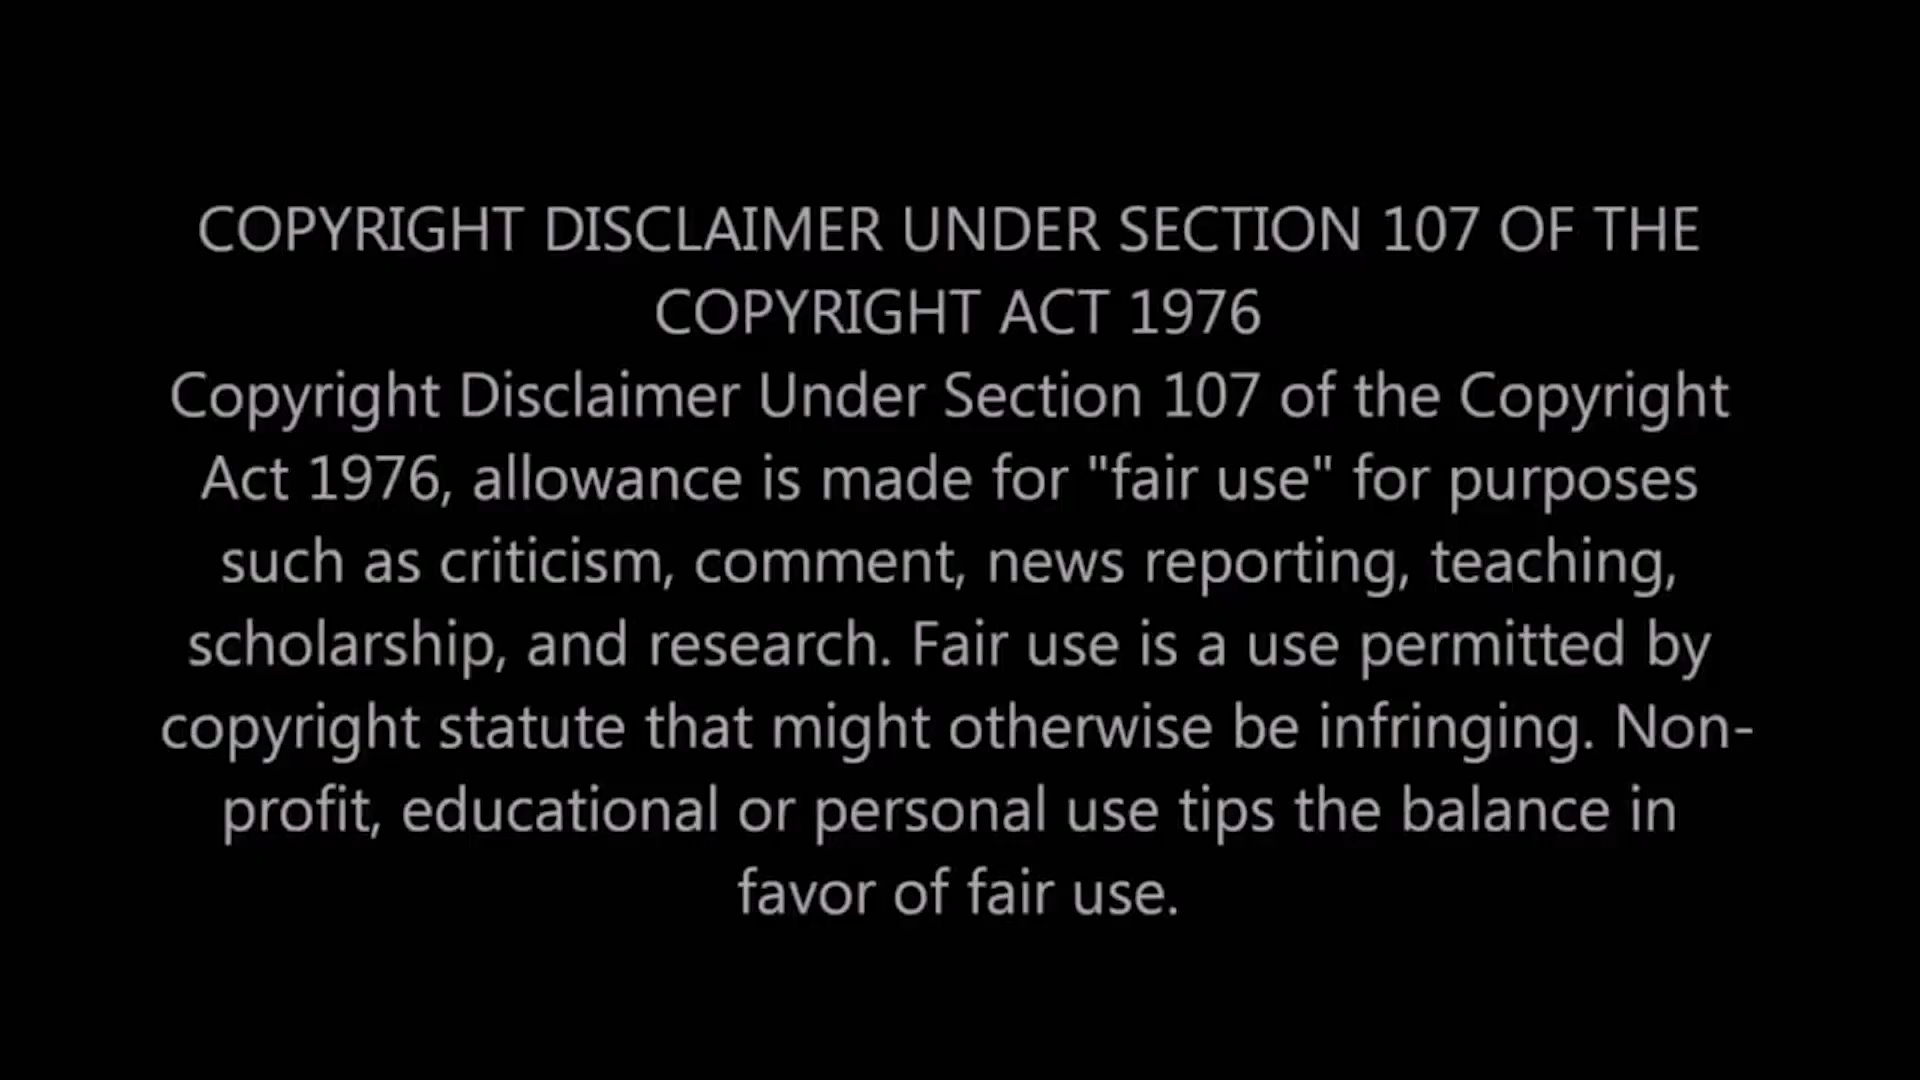 COPYRIGHT DISCLAIMER UNDER SECTION 107 OF THE
COPYRIGHT ACT 1976
Copyright Disclaimer Under Section 107 of the Copyright
Act 1976, allowance is made for "fair use" for purposes
such as criticism, comment, news reporting, teaching,
scholarship, and research. Fair use is a use permitted by
copyright statute that might otherwise be infringing. Non-
profit, educational or personal use tips the balance in
favor of fair use.